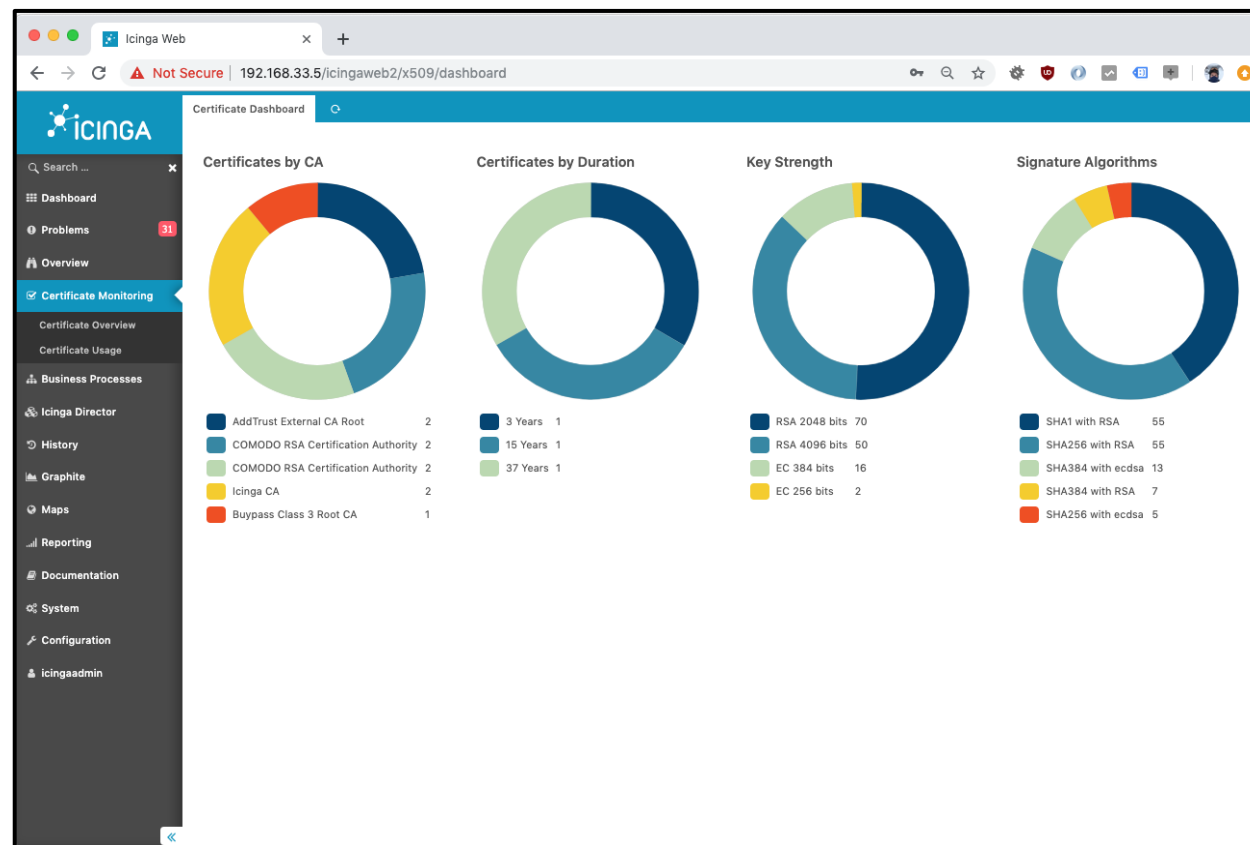 Icinga Web
Not Secure | 192.168.33.5/icingaweb2/x509/dashboard
icinga
Certificate Dashboard
Search ...
Dashboard
Problems 31
Overview
Certificate Monitoring
Certificate Overview
Certificate Usage
Business Processes
Icinga Director
History
Graphite
Maps
Reporting
Documentation
System
Configuration
icingaadmin
Certificates by CA
AddTrust External CA Root 2
COMODO RSA Certification Authority 2
COMODO RSA Certification Authority 2
Icinga CA 2
Buypass Class 3 Root CA 1
Certificates by Duration
3 Years 1
15 Years 1
37 Years 1
Key Strength
RSA 2048 bits 70
RSA 4096 bits 50
EC 384 bits 16
EC 256 bits 2
Signature Algorithms
SHA1 with RSA 55
SHA256 with RSA 55
SHA384 with ecdsa 13
SHA384 with RSA 7
SHA256 with ecdsa 5